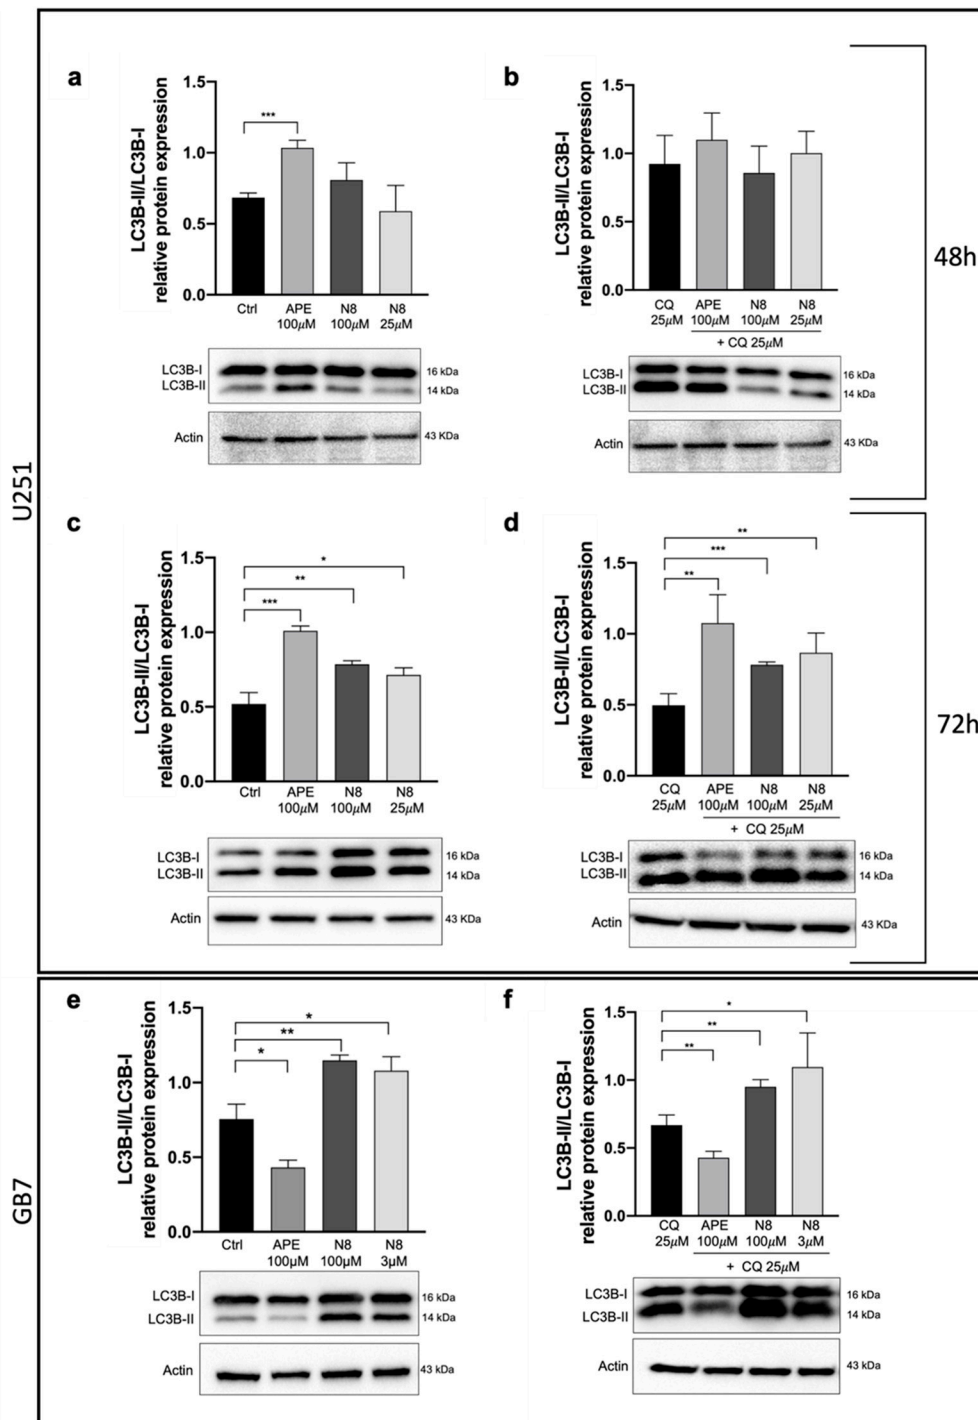 U251
a
LC3B-II/LC3B-I
relative protein expression
1.5
1.0
0.5
0.0
***
Ctrl APE N8 N8
100µM 100µM 25µM
LC3B-I 16 kDa
LC3B-II 14 kDa
Actin 43 KDa
b
LC3B-II/LC3B-I
relative protein expression
1.5
1.0
0.5
0.0
CQ APE N8 N8
25µM 100µM 100µM 25µM
+ CQ 25µM
LC3B-I 16 kDa
LC3B-II 14 kDa
Actin 43 KDa
48h
c
LC3B-II/LC3B-I
relative protein expression
1.5
1.0
0.5
0.0
*
**
***
Ctrl APE N8 N8
100µM 100µM 25µM
LC3B-I 16 kDa
LC3B-II 14 kDa
Actin 43 KDa
d
LC3B-II/LC3B-I
relative protein expression
1.5
1.0
0.5
0.0
**
***
**
CQ APE N8 N8
25µM 100µM 100µM 25µM
+ CQ 25µM
LC3B-I 16 kDa
LC3B-II 14 kDa
Actin 43 KDa
72h
GB7
e
LC3B-II/LC3B-I
relative protein expression
1.5
1.0
0.5
0.0
*
**
*
Ctrl APE N8 N8
100µM 100µM 3µM
LC3B-I 16 kDa
LC3B-II 14 kDa
Actin 43 kDa
f
LC3B-II/LC3B-I
relative protein expression
1.5
1.0
0.5
0.0
*
**
**
CQ APE N8 N8
25µM 100µM 100µM 3µM
+ CQ 25µM
LC3B-I 16 kDa
LC3B-II 14 kDa
Actin 43 kDa